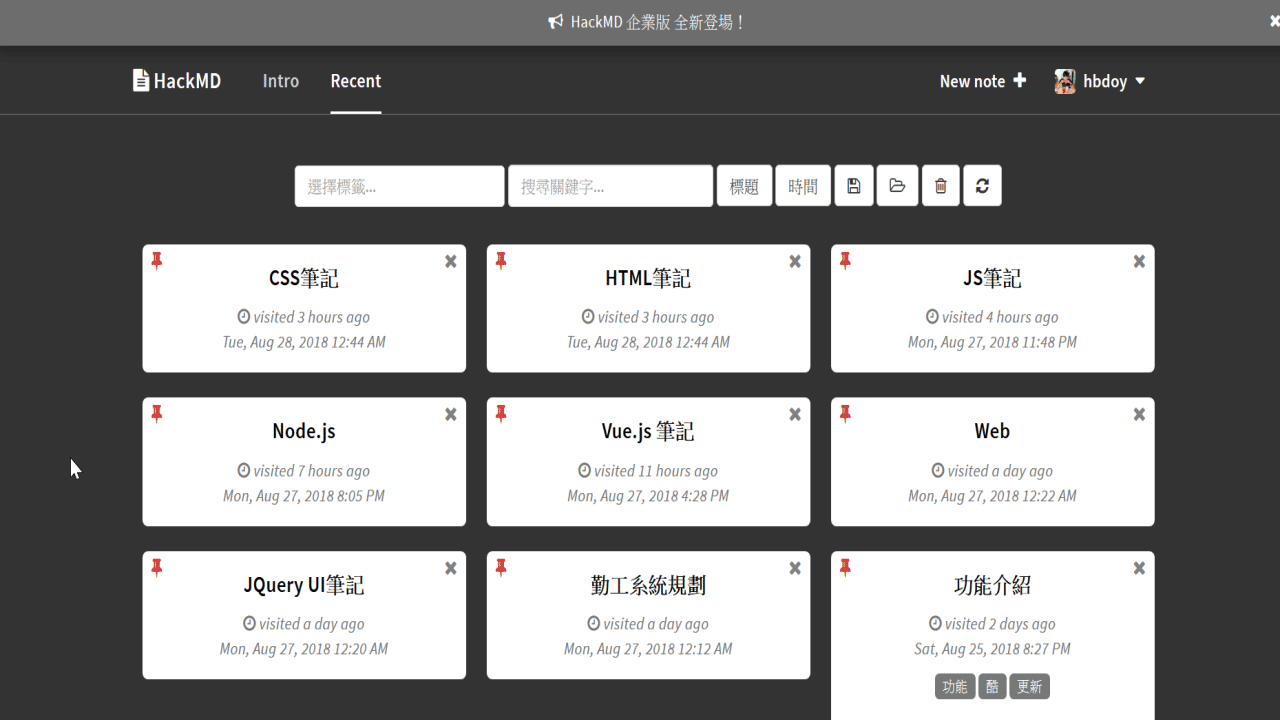 HackMD 企業版 全新登場！
HackMD Intro Recent New note hbdoy
選擇標籤... 搜尋關鍵字... 標題 時間
CSS筆記
visited 3 hours ago
Tue, Aug 28, 2018 12:44 AM
HTML筆記
visited 3 hours ago
Tue, Aug 28, 2018 12:44 AM
JS筆記
visited 4 hours ago
Mon, Aug 27, 2018 11:48 PM
Node.js
visited 7 hours ago
Mon, Aug 27, 2018 8:05 PM
Vue.js 筆記
visited 11 hours ago
Mon, Aug 27, 2018 4:28 PM
Web
visited a day ago
Mon, Aug 27, 2018 12:22 AM
JQuery UI筆記
visited a day ago
Mon, Aug 27, 2018 12:20 AM
勤工系統規劃
visited a day ago
Mon, Aug 27, 2018 12:12 AM
功能介紹
visited 2 days ago
Sat, Aug 25, 2018 8:27 PM
功能 酷 更新